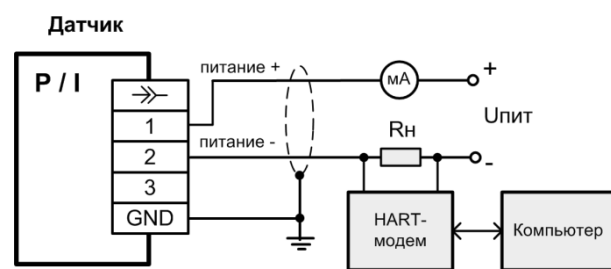 Датчик
P / I
питание +
мА
+
Uпит
1
Rн
2
питание -
-
3
GND
HART-
модем
Компьютер